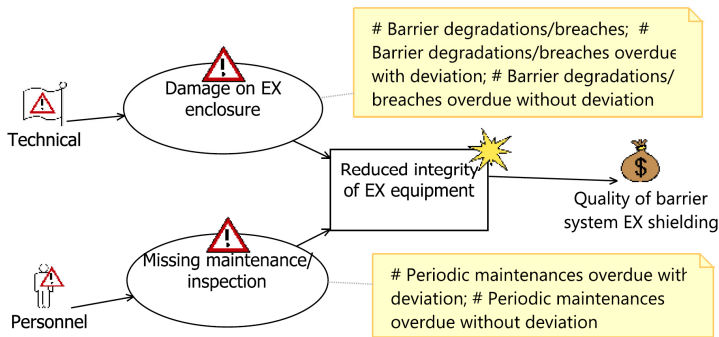 # Barrier degradations/breaches; #
Barrier degradations/breaches overdue
with deviation; # Barrier degradations/
breaches overdue without deviation
Damage on EX
enclosure
Technical
Reduced integrity
of EX equipment
$
Quality of barrier
system EX shielding
Missing maintenance/
inspection
Personnel
# Periodic maintenances overdue with
deviation; # Periodic maintenances
overdue without deviation